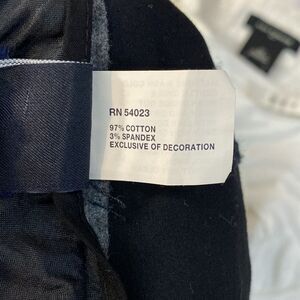 RN 54023
97% COTTON
3% SPANDEX
EXCLUSIVE OF DECORATION